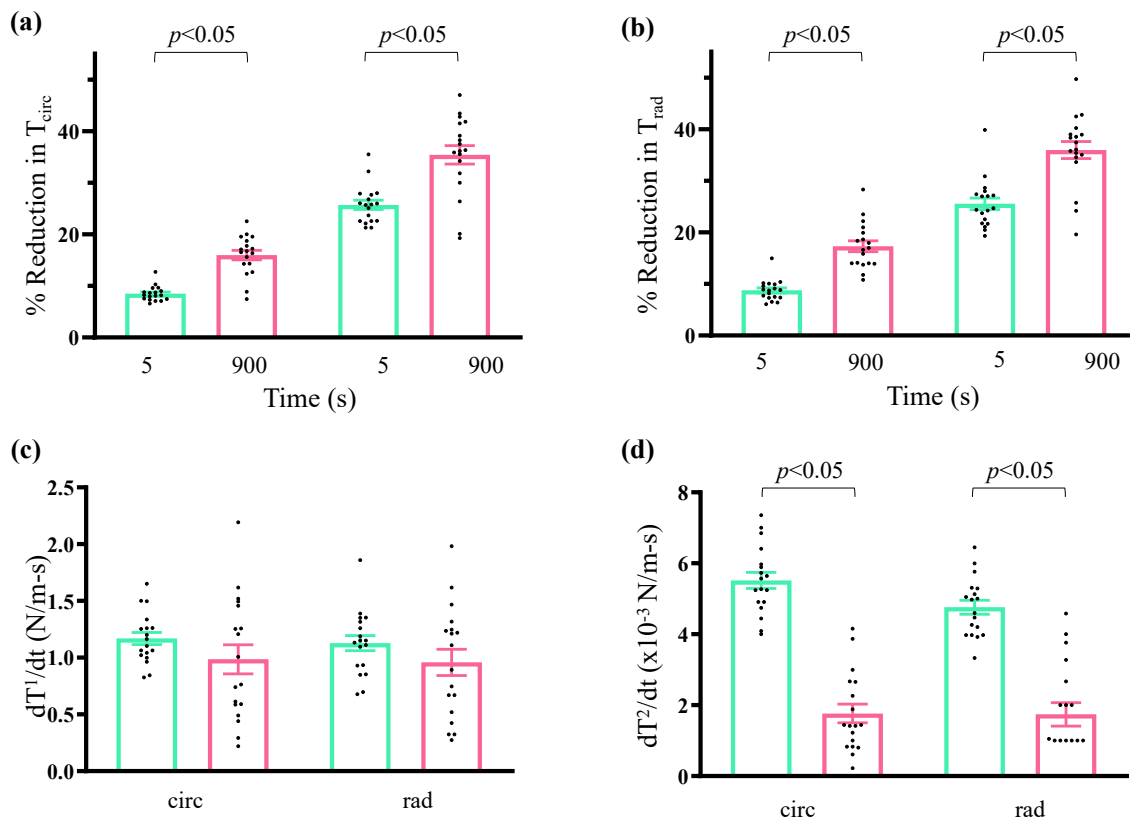 (a)
p<0.05
p<0.05
% Reduction in T_circ
40
20
0
5
900
5
900
Time (s)
(b)
p<0.05
p<0.05
% Reduction in T_rad
40
20
0
5
900
5
900
Time (s)
(c)
dT¹/dt (N/m-s)
2.5
2.0
1.5
1.0
0.5
0.0
circ
rad
(d)
p<0.05
p<0.05
dT²/dt (x10⁻³ N/m-s)
8
6
4
2
0
circ
rad